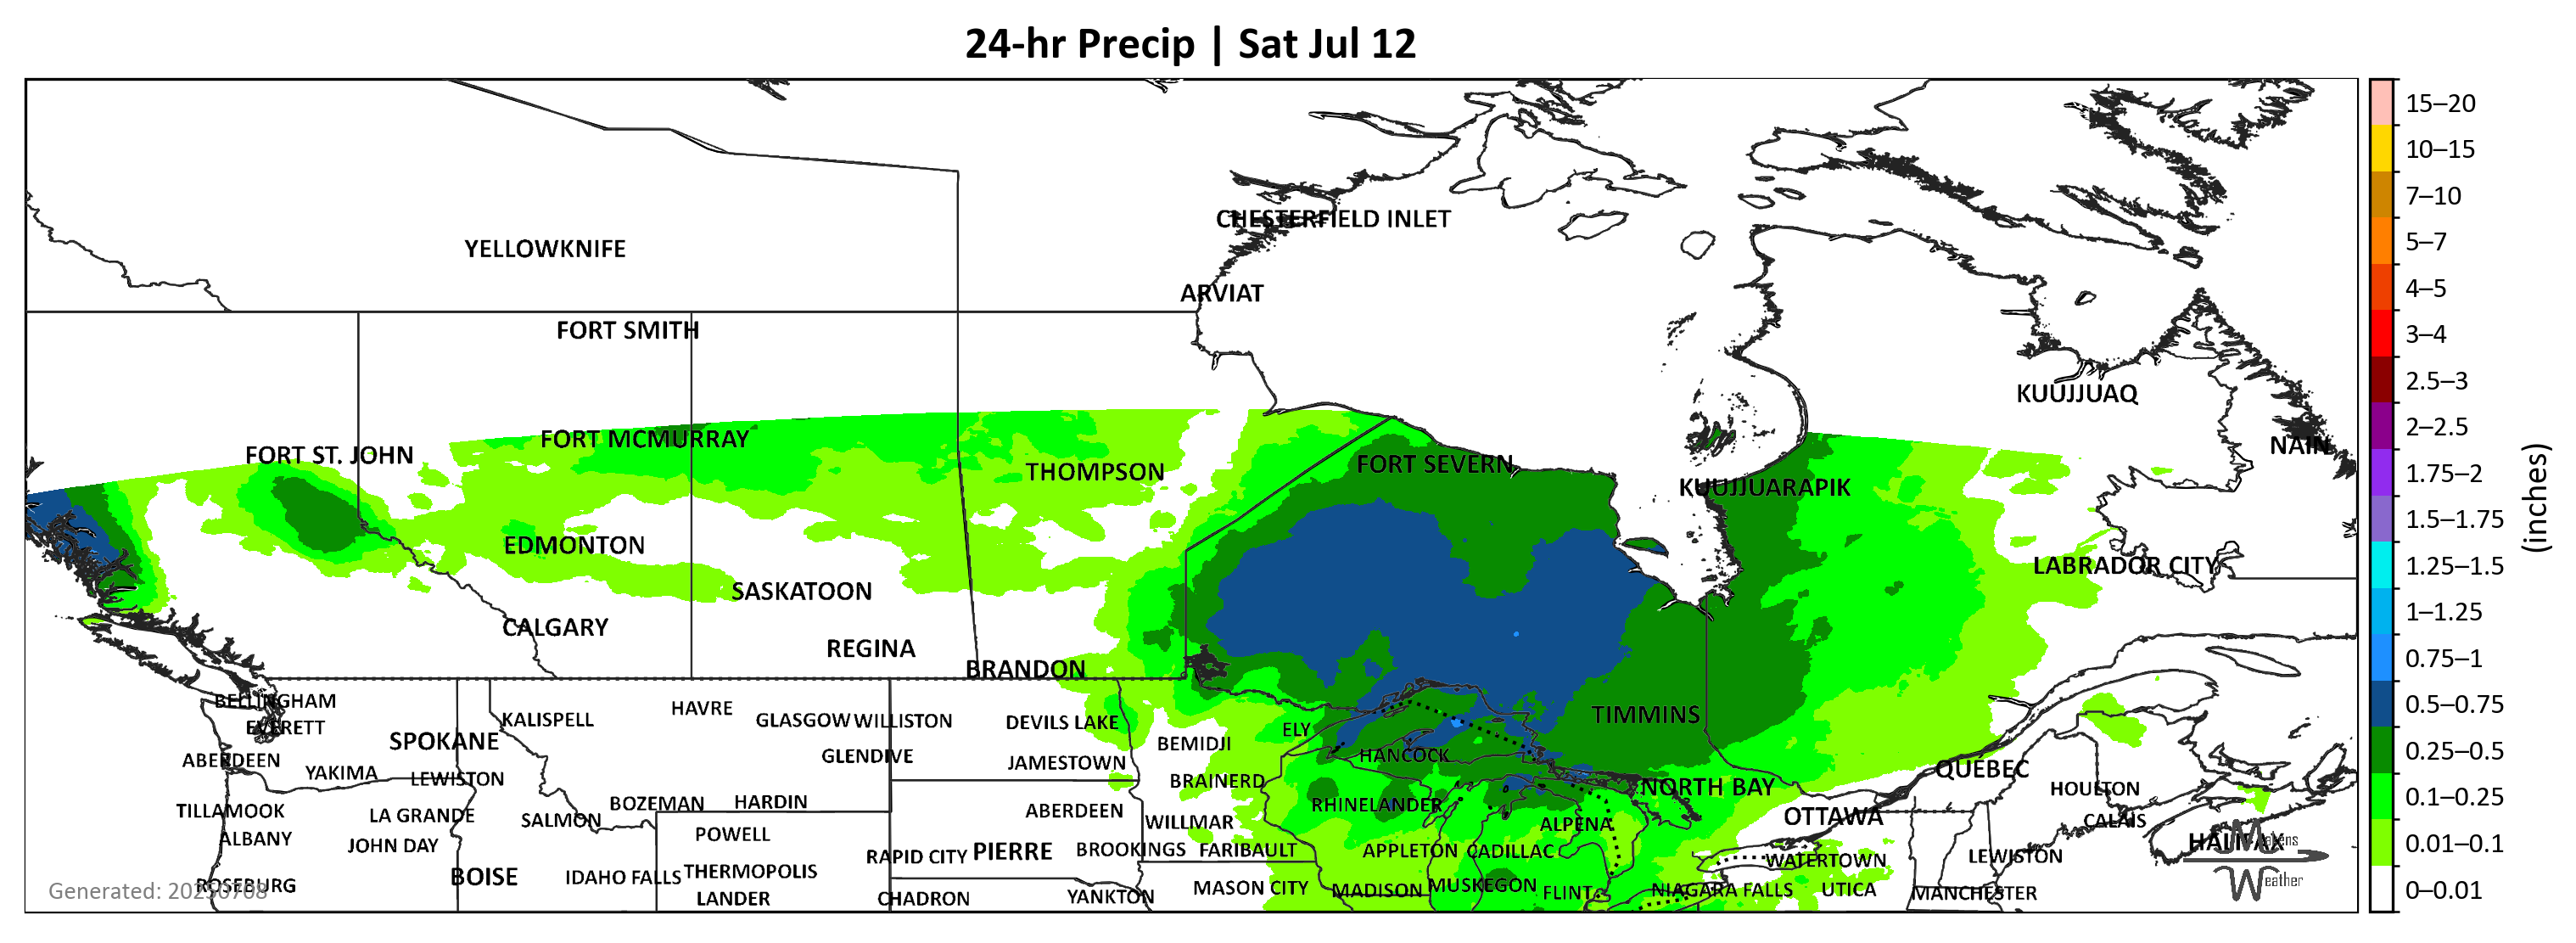 24-hr Precip | Sat Jul 12
15–20
10–15
7–10
5–7
4–5
3–4
2.5–3
2–2.5
1.75–2
1.5–1.75
1.25–1.5
1–1.25
0.75–1
0.5–0.75
0.25–0.5
0.1–0.25
0.01–0.1
0–0.01
(inches)
CHESTERFIELD INLET
YELLOWKNIFE
ARVIAT
FORT SMITH
KUUJJUAQ
FORT MCMURRAY
NAIN
FORT ST. JOHN
FORT SEVERN
THOMPSON
KUUJJUARAPIK
EDMONTON
LABRADOR CITY
SASKATOON
CALGARY
REGINA
BRANDON
BELLINGHAM
HAVRE
TIMMINS
KALISPELL
GLASGOW
WILLISTON
DEVILS LAKE
EVERETT
ELY
SPOKANE
BEMIDJI
ABERDEEN
GLENDIVE
JAMESTOWN
HANCOCK
QUEBEC
YAKIMA
LEWISTON
BRAINERD
NORTH BAY
HOULTON
BOZEMAN
HARDIN
RHINELANDER
TILLAMOOK
LA GRANDE
SALMON
ABERDEEN
WILLMAR
ALPENA
OTTAWA
CALAIS
ALBANY
JOHN DAY
POWELL
HALIFAX
RAPID CITY
PIERRE
BROOKINGS
FARIBAULT
APPLETON
CADILLAC
WATERTOWN
LEWISTON
BOISE
IDAHO FALLS
THERMOPOLIS
ROSEBURG
MASON CITY
MADISON
MUSKEGON
FLINT
NIAGARA FALLS
UTICA
MANCHESTER
LANDER
CHADRON
YANKTON
Generated: 20250708
Weather